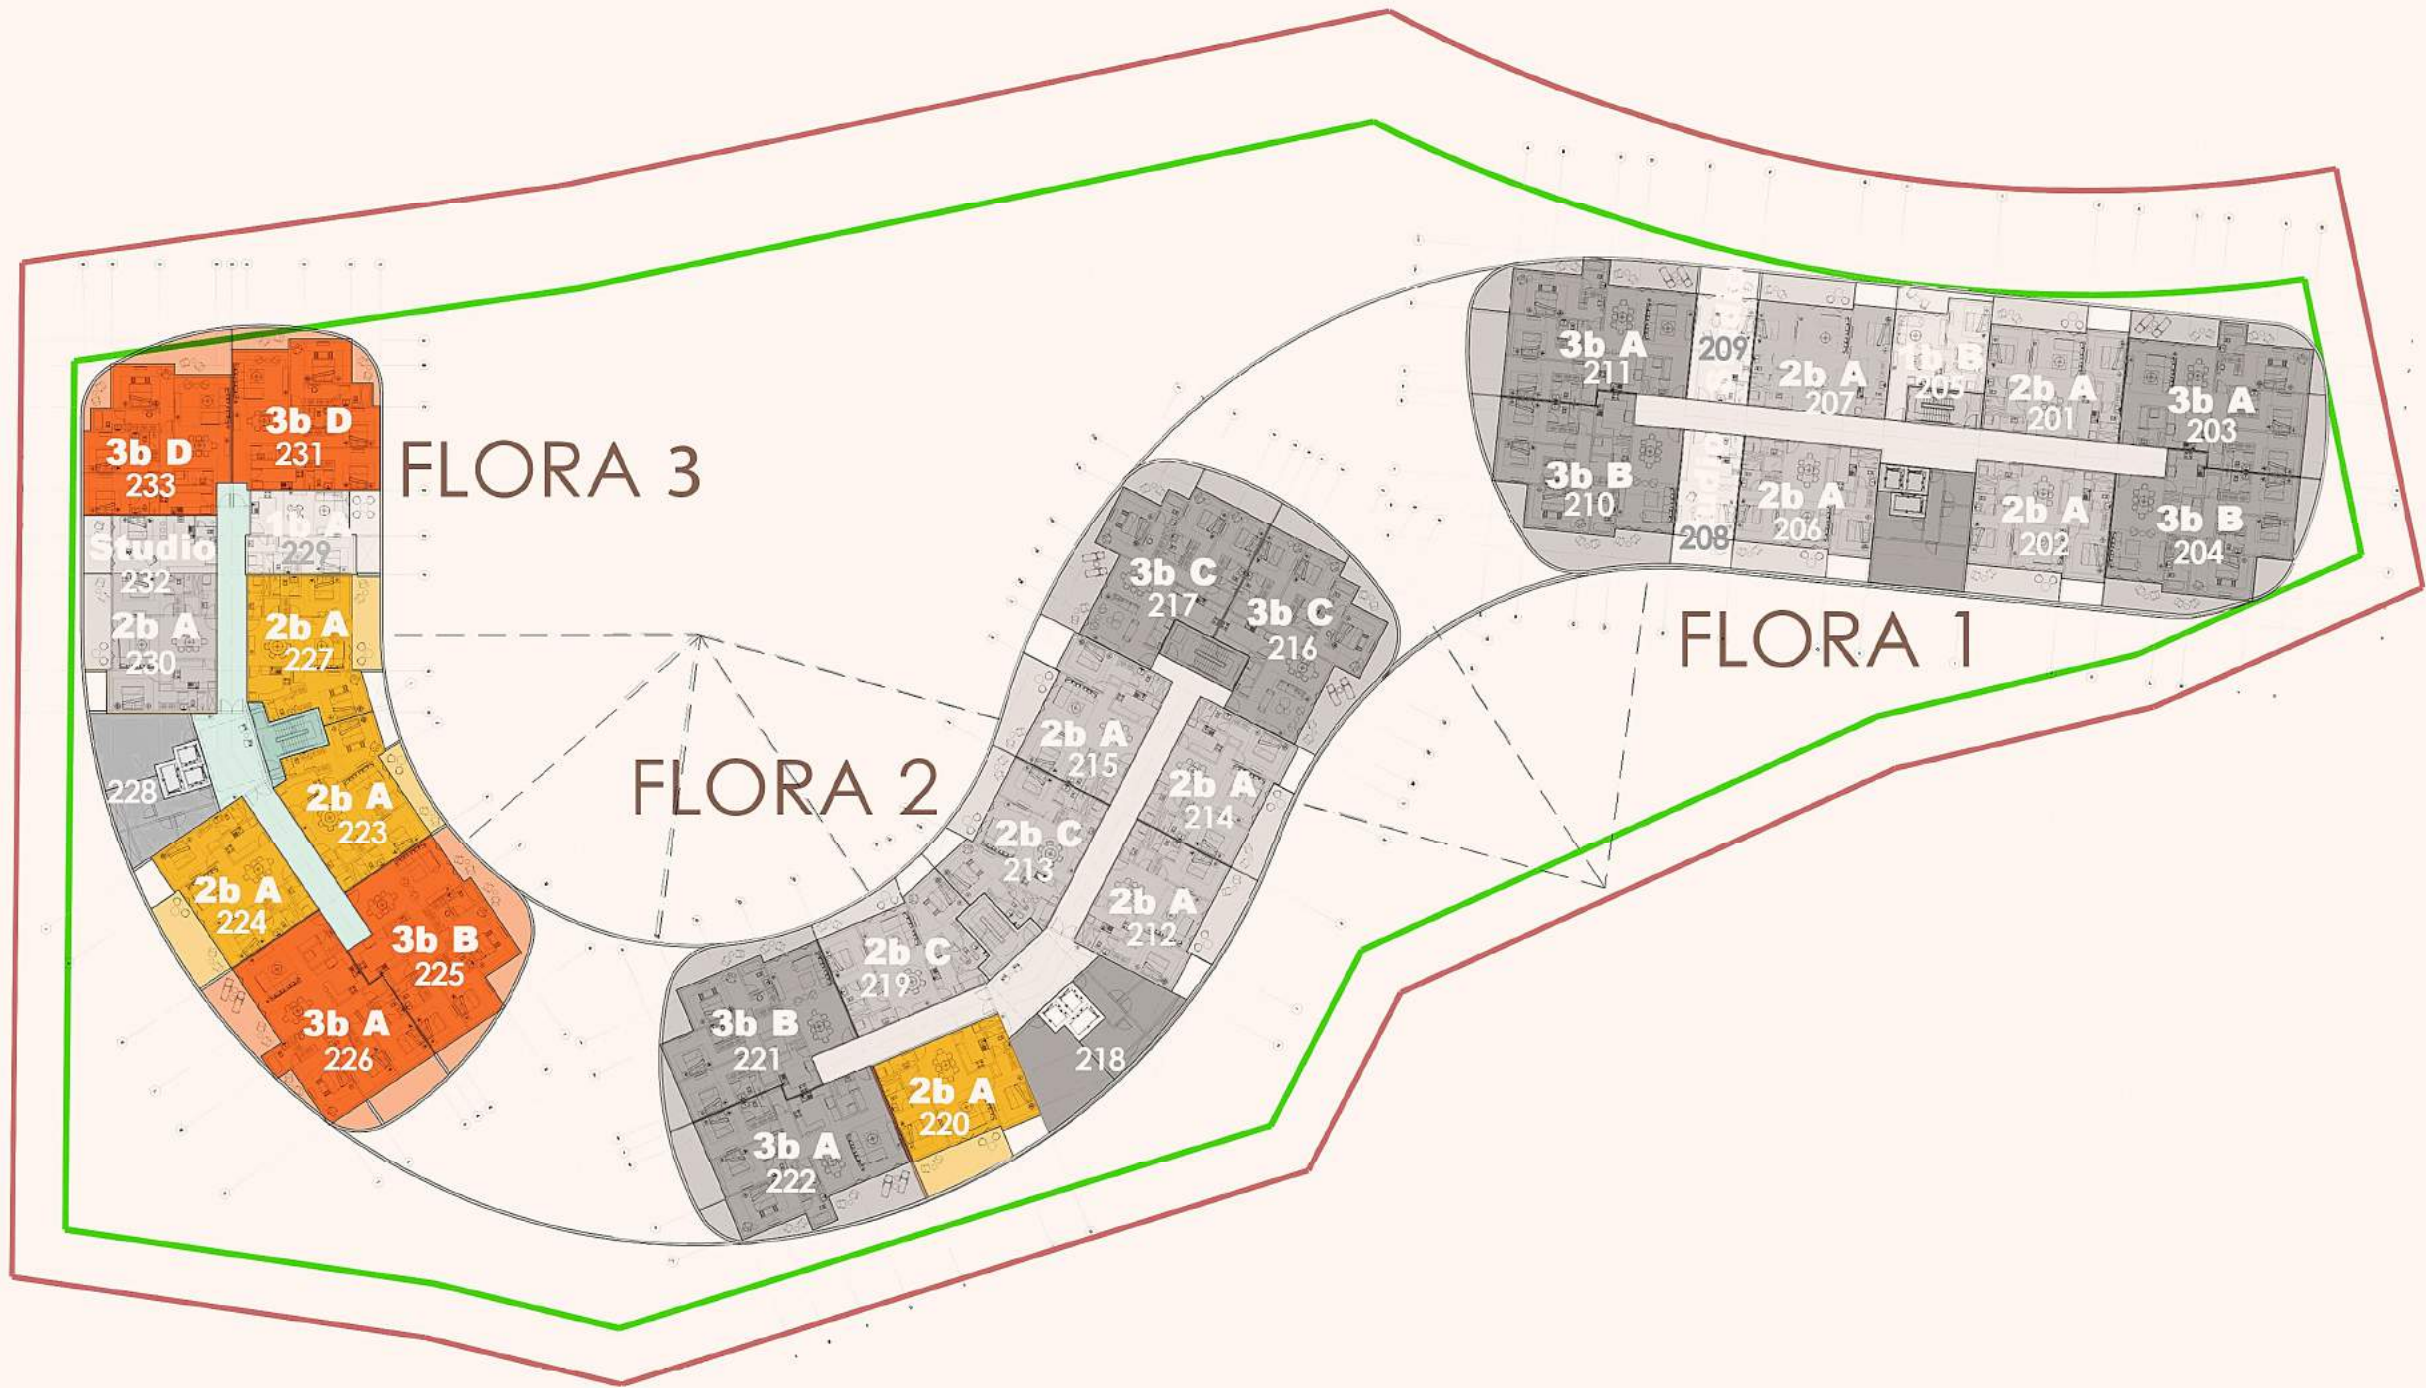 FLORA 3
3b D
233
3b D
231
Studio
232
1b A
229
2b A
230
2b A
227
228
2b A
223
2b A
224
3b B
225
3b A
226
FLORA 2
3b C
217
3b C
216
2b A
215
2b A
214
2b C
213
2b A
212
2b C
219
218
3b B
221
2b A
220
3b A
222
FLORA 1
3b A
211
209
2b A
207
1b B
205
2b A
201
3b A
203
3b B
210
208
2b A
206
2b A
202
3b B
204